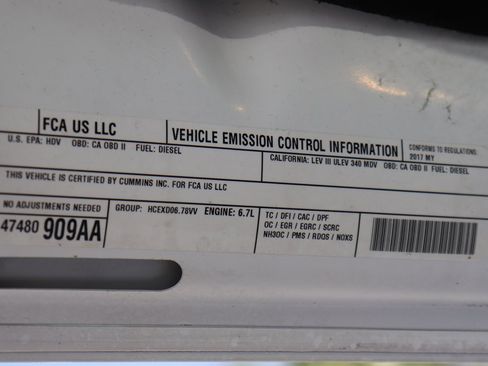 FCA US LLC
VEHICLE EMISSION CONTROL INFORMATION
CONFORMS TO REGULATIONS:
2017 MY
U.S. EPA: HDV OBD: CA OBD II FUEL: DIESEL
CALIFORNIA: LEV III ULEV 340 MDV OBD: CA OBD II FUEL: DIESEL
THIS VEHICLE IS CERTIFIED BY CUMMINS INC. FOR FCA US LLC
NO ADJUSTMENTS NEEDED
47480 909AA
GROUP: HCEXD06.78VV ENGINE: 6.7L
TC / DFI / CAC / DPF
OC / EGR / EGRC / SCRC
NH3OC / PMS / RDQS / NOXS